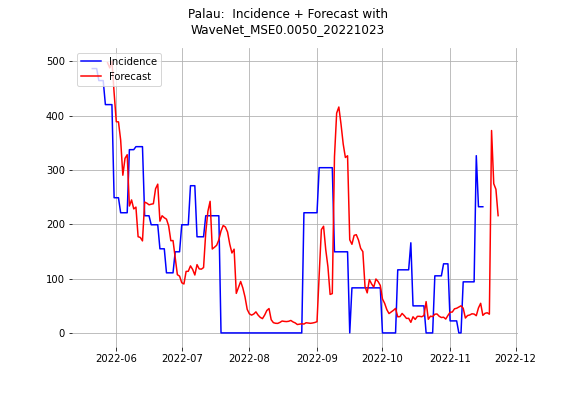 Palau:  Incidence + Forecast with
WaveNet_MSE0.0050_20221023
Incidence
Forecast
500
400
300
200
100
0
2022-06 2022-07 2022-08 2022-09 2022-10 2022-11 2022-12